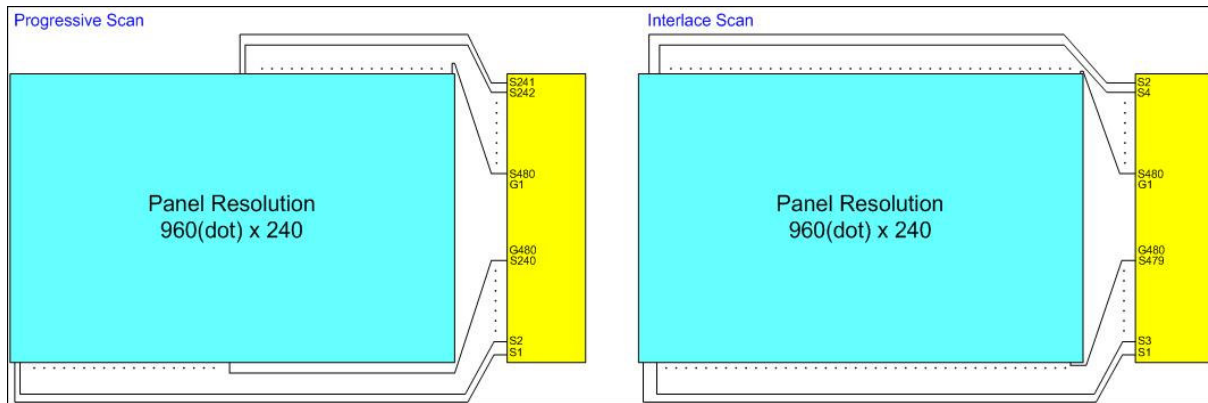 Progressive Scan
S241
S242
S480
G1
Panel Resolution
960(dot) x 240
G480
S240
S2
S1
Interlace Scan
S2
S4
S480
G1
Panel Resolution
960(dot) x 240
G480
S479
S3
S1